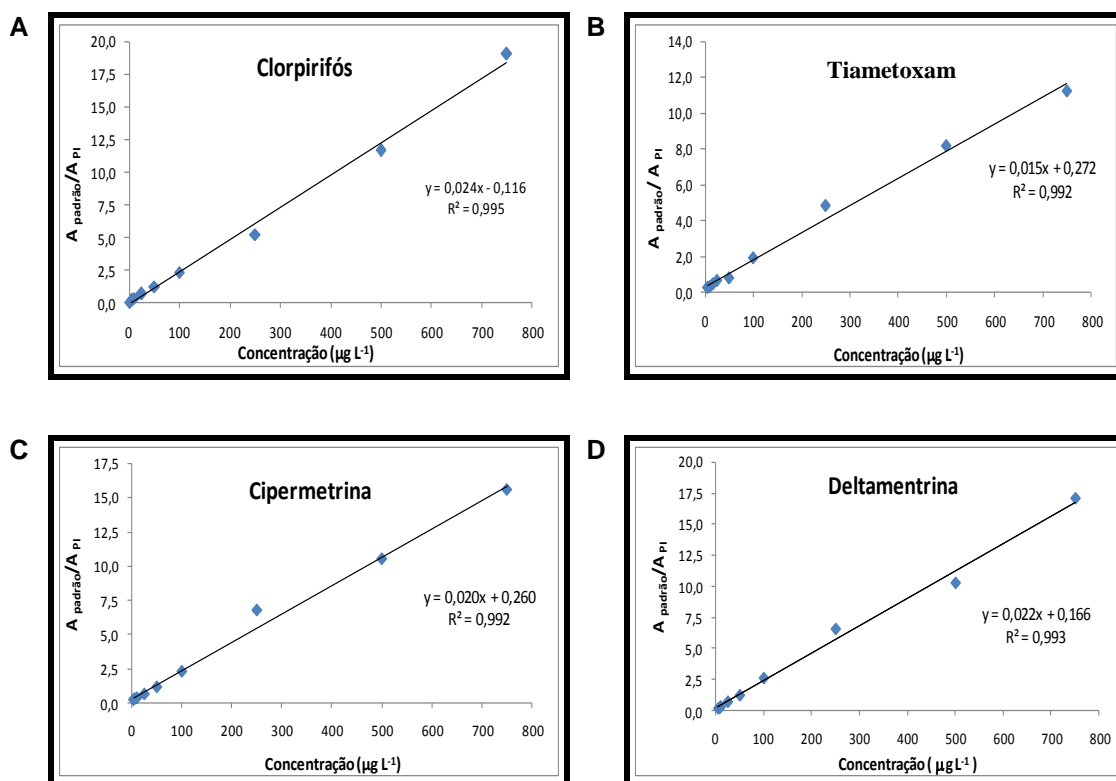 A
Clorpirifós
A padrão/A PI
20,0
17,5
15,0
12,5
10,0
7,5
5,0
2,5
0,0
y = 0,024x - 0,116
R² = 0,995
0 100 200 300 400 500 600 700 800
Concentração (µg L-1)
B
Tiametoxam
A padrão/ A PI
14,0
12,0
10,0
8,0
6,0
4,0
2,0
0,0
y = 0,015x + 0,272
R² = 0,992
0 100 200 300 400 500 600 700 800
Concentração (µg L-1)
C
Cipermetrina
A padrão/A PI
17,5
15,0
12,5
10,0
7,5
5,0
2,5
0,0
y = 0,020x + 0,260
R² = 0,992
0 100 200 300 400 500 600 700 800
Concentração (µg L-1)
D
Deltamentrina
A padrão/A PI
20,0
17,5
15,0
12,5
10,0
7,5
5,0
2,5
0,0
y = 0,022x + 0,166
R² = 0,993
0 100 200 300 400 500 600 700 800
Concentração ( µg L-1)